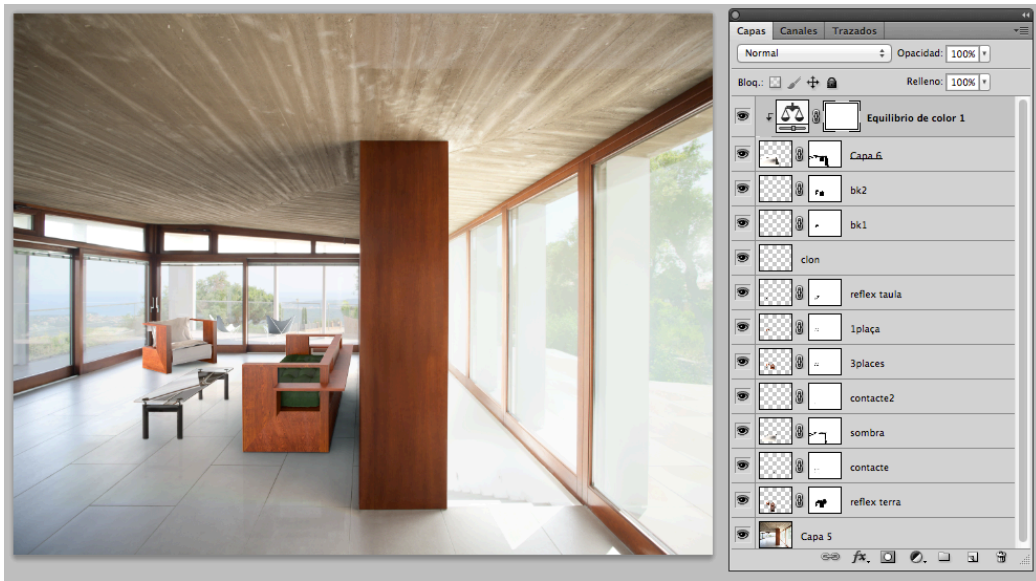 Capas Canales Trazados
Normal Opacidad: 100%
Bloq.: Relleno: 100%
Equilibrio de color 1
Capa 6
bk2
bk1
clon
reflex taula
1plaça
3places
contacte2
sombra
contacte
reflex terra
Capa 5
fx.